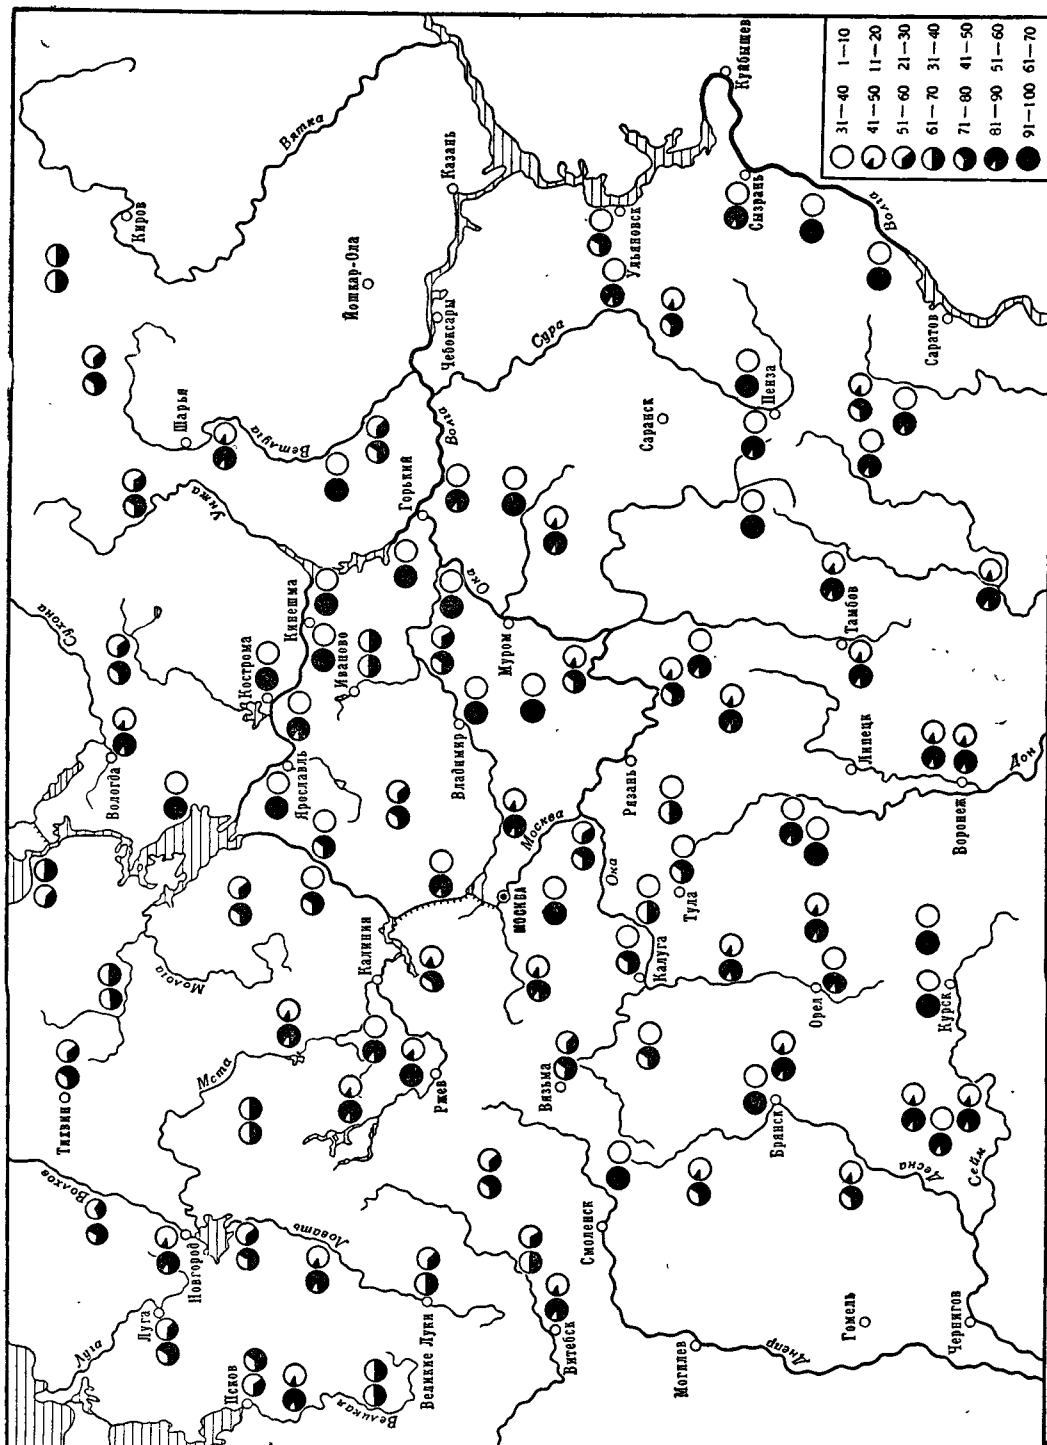 31—40 1—10
41—50 11—20
51—60 21—30
61—70 31—40
71—80 41—50
81—90 51—60
91—100 61—70
Луга
Луга
Псков
Великая
Новгород
Волхов
Ловать
Великие Луки
Витебск
Могилев
Днепр
Гомель
Чернигов
Смоленск
Тихвин
Мста
Молога
Ржев
Калинин
Вязьма
Брянск
Десна
Сейм
Курск
Орел
Калуга
Тула
Ока
МОСКВА
Москва
Вологда
Сухона
Ярославль
Кострома
Кинешма
Иваново
Владимир
Рязань
Муром
Ока
Липецк
Воронеж
Дон
Тамбов
Унжа
Шарья
Ветлуга
Горький
Волга
Чебоксары
Йошкар-Ола
Киров
Вятка
Казань
Сура
Саранск
Пенза
Ульяновск
Сызрань
Куйбышев
Волга
Саратов